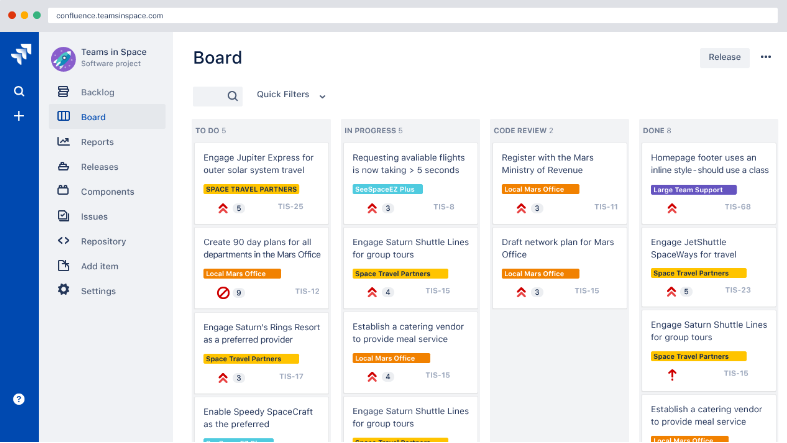 confluence.teamsinspace.com
Teams in Space
Software project
Backlog
Board
Reports
Releases
Components
Issues
Repository
Add item
Settings
Board
Release
Quick Filters
TO DO 5
Engage Jupiter Express for
outer solar system travel
SPACE TRAVEL PARTNERS
5 TIS-25
Create 90 day plans for all
departments in the Mars Office
Local Mars Office
9 TIS-12
Engage Saturn's Rings Resort
as a preferred provider
Space Travel Partners
3 TIS-17
Enable Speedy SpaceCraft
as the preferred
IN PROGRESS 5
Requesting avaliable flights
is now taking > 5 seconds
SeeSpaceEZ Plus
3 TIS-8
Engage Saturn Shuttle Lines
for group tours
Space Travel Partners
4 TIS-15
Establish a catering vendor
to provide meal service
Local Mars Office
4 TIS-15
Engage Saturn Shuttle Lines
for group tours
Space Travel Partners
CODE REVIEW 2
Register with the Mars
Ministry of Revenue
Local Mars Office
3 TIS-11
Draft network plan for Mars
Office
Local Mars Office
3 TIS-15
DONE 8
Homepage footer uses an
inline style - should use a class
Large Team Support
TIS-68
Engage JetShuttle
SpaceWays for travel
Space Travel Partners
5 TIS-23
Engage Saturn Shuttle Lines
for group tours
Space Travel Partners
TIS-15
Establish a catering vendor
to provide meal service
Local Mars Office